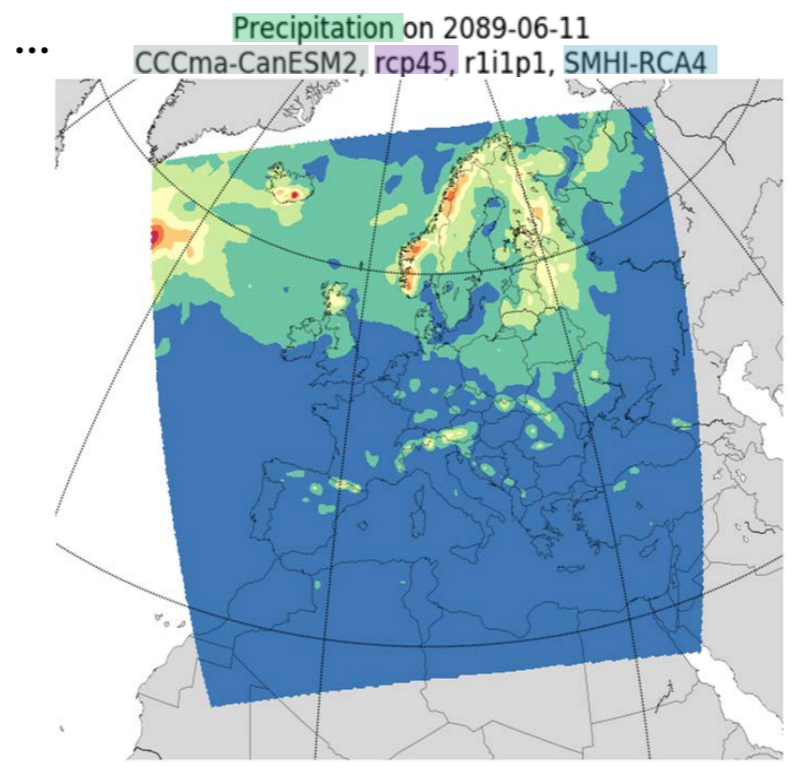 Precipitation on 2089-06-11
... CCCma-CanESM2, rcp45, r1i1p1, SMHI-RCA4